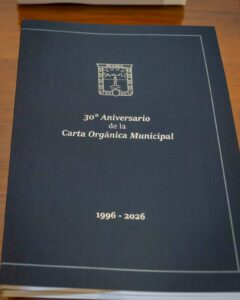 30° Aniversario
de la
Carta Orgánica Municipal
1996 - 2026